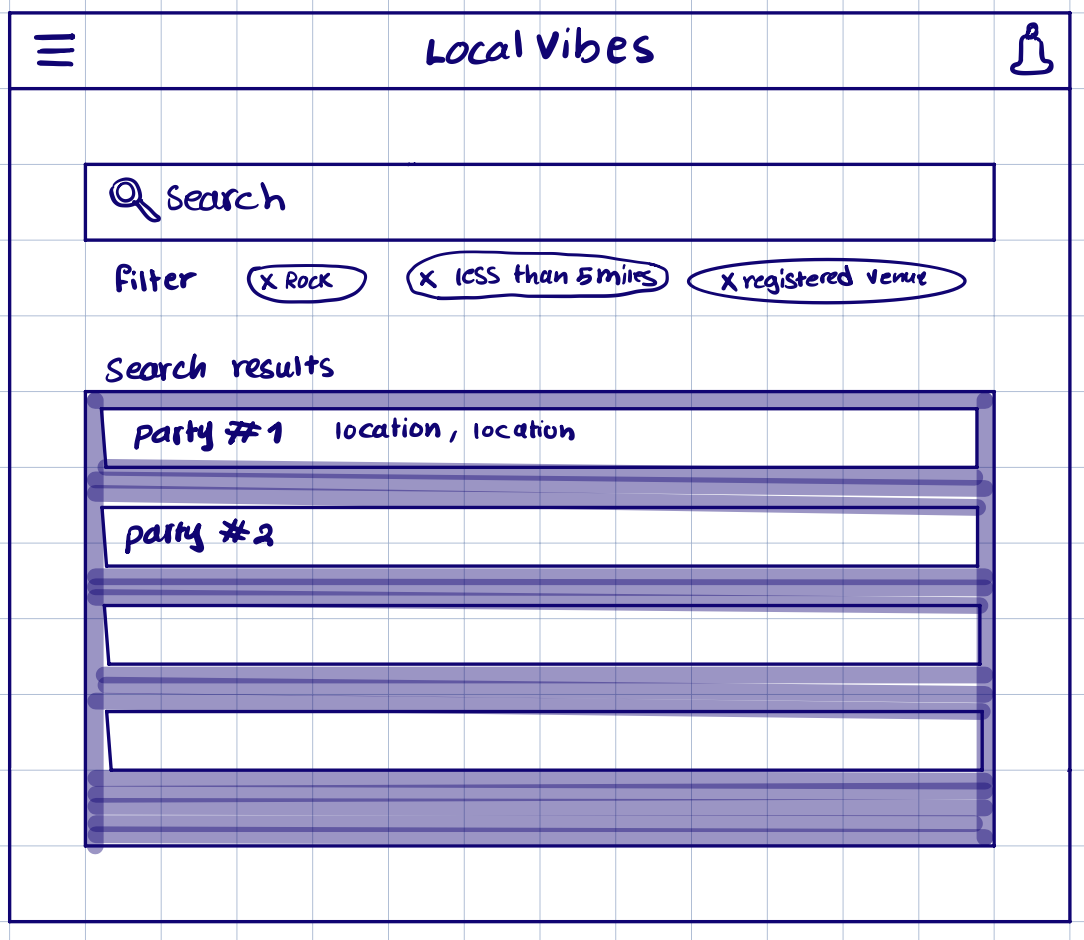 Local Vibes
Search
filter x Rock x less than 5 miles x registered venue
Search results
party #1 location, location
party #2